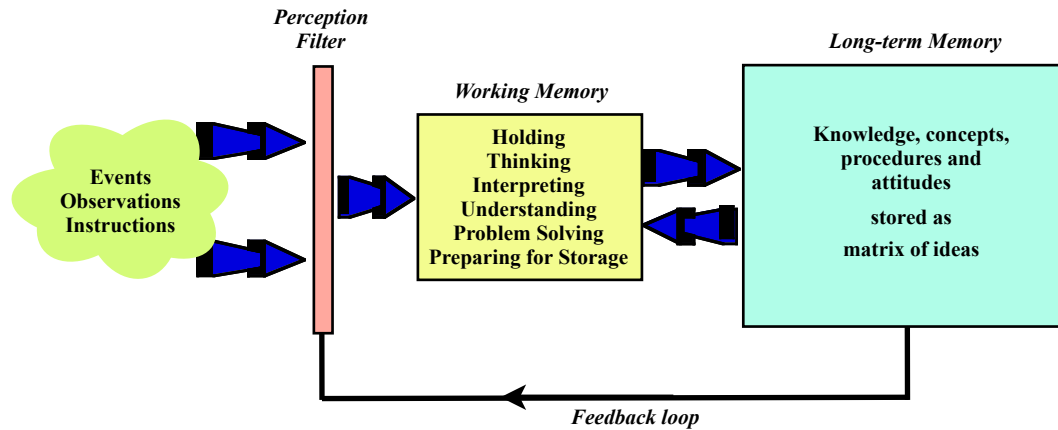 Perception
Filter
Long-term Memory
Working Memory
Events
Observations
Instructions
Holding
Thinking
Interpreting
Understanding
Problem Solving
Preparing for Storage
Knowledge, concepts,
procedures and
attitudes
stored as
matrix of ideas
Feedback loop